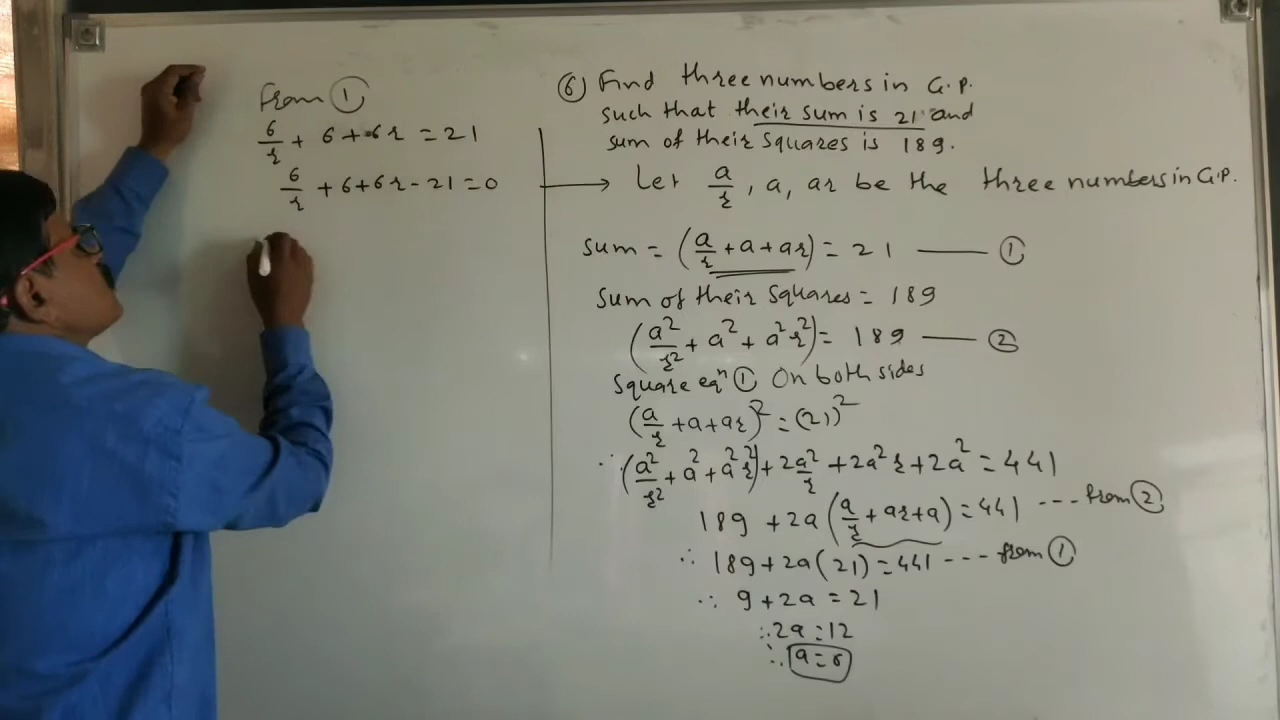 From ①
6/r + 6 + 6r = 21
6/r + 6 + 6r - 21 = 0
⑥ Find three numbers in G.P.
such that their sum is 21 and
sum of their squares is 189.
→ Let a/r, a, ar be the three numbers in G.P.
sum = (a/r + a + ar) = 21 —— ①
sum of their squares = 189
(a²/r² + a² + a²r²) = 189 —— ②
Square eqⁿ ① On both sides
(a/r + a + ar)² = (21)²
∴ (a²/r² + a² + a²r²) + 2a²/r + 2a²r + 2a² = 441
189 + 2a (a/r + ar + a) = 441 --- from ②
∴ 189 + 2a (21) = 441 --- from ①
∴ 9 + 2a = 21
∴ 2a = 12
∴ a = 6